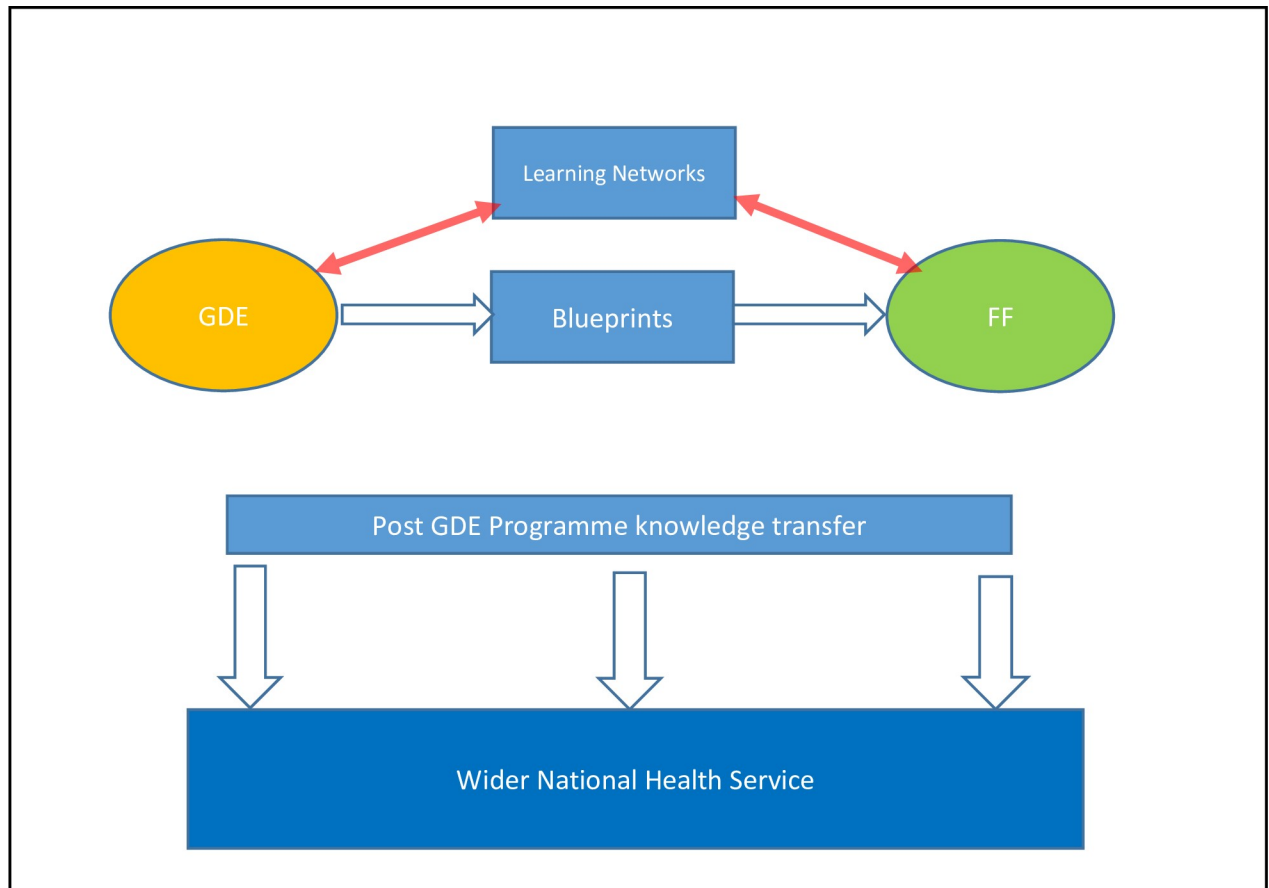 Learning Networks
GDE
Blueprints
FF
Post GDE Programme knowledge transfer
Wider National Health Service